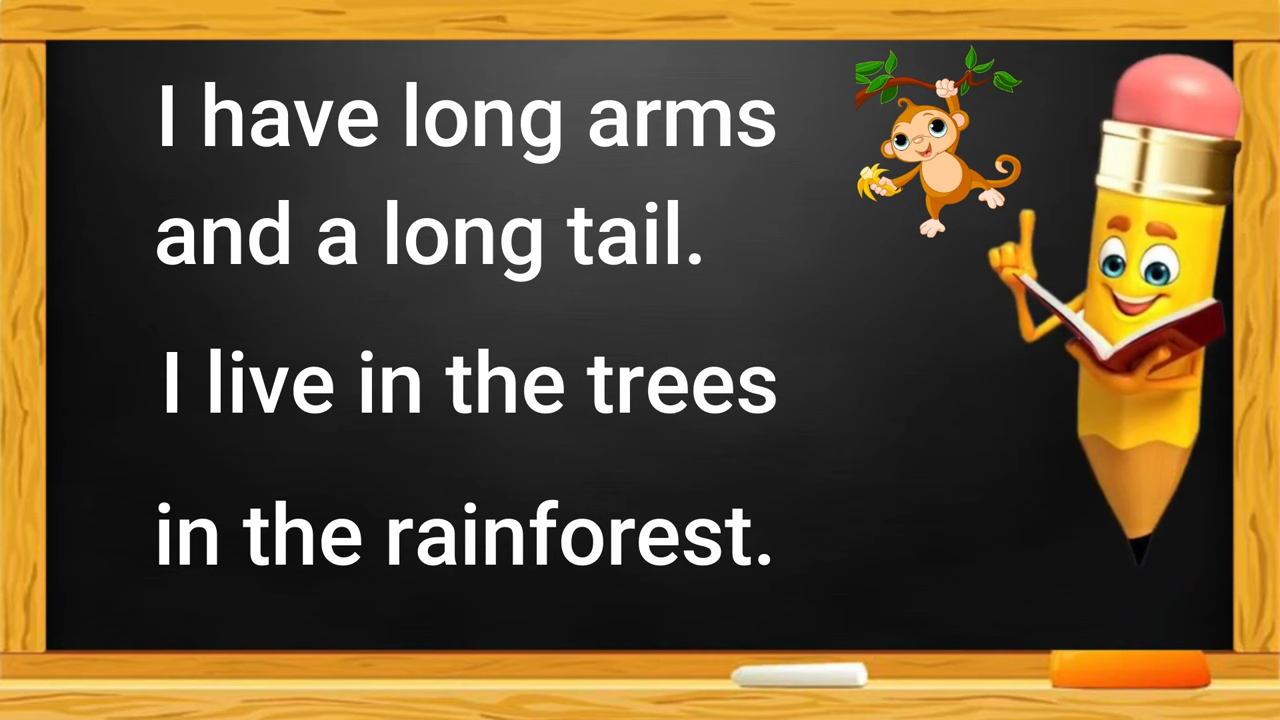 I have long arms
and a long tail.
I live in the trees
in the rainforest.